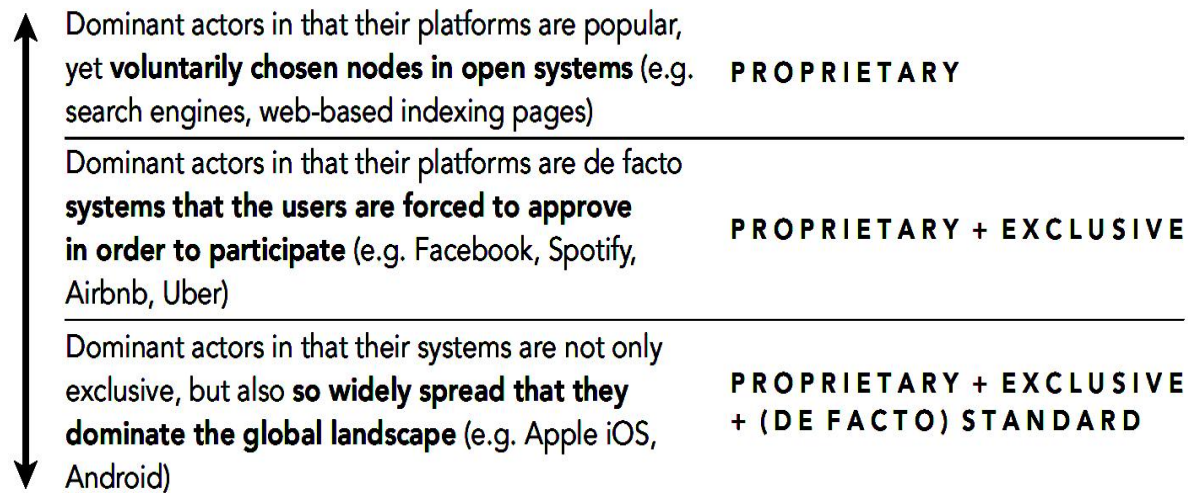 Dominant actors in that their platforms are popular,
yet voluntarily chosen nodes in open systems (e.g.
search engines, web-based indexing pages)
PROPRIETARY
Dominant actors in that their platforms are de facto
systems that the users are forced to approve
in order to participate (e.g. Facebook, Spotify,
Airbnb, Uber)
PROPRIETARY + EXCLUSIVE
Dominant actors in that their systems are not only
exclusive, but also so widely spread that they
dominate the global landscape (e.g. Apple iOS,
Android)
PROPRIETARY + EXCLUSIVE
+ (DE FACTO) STANDARD